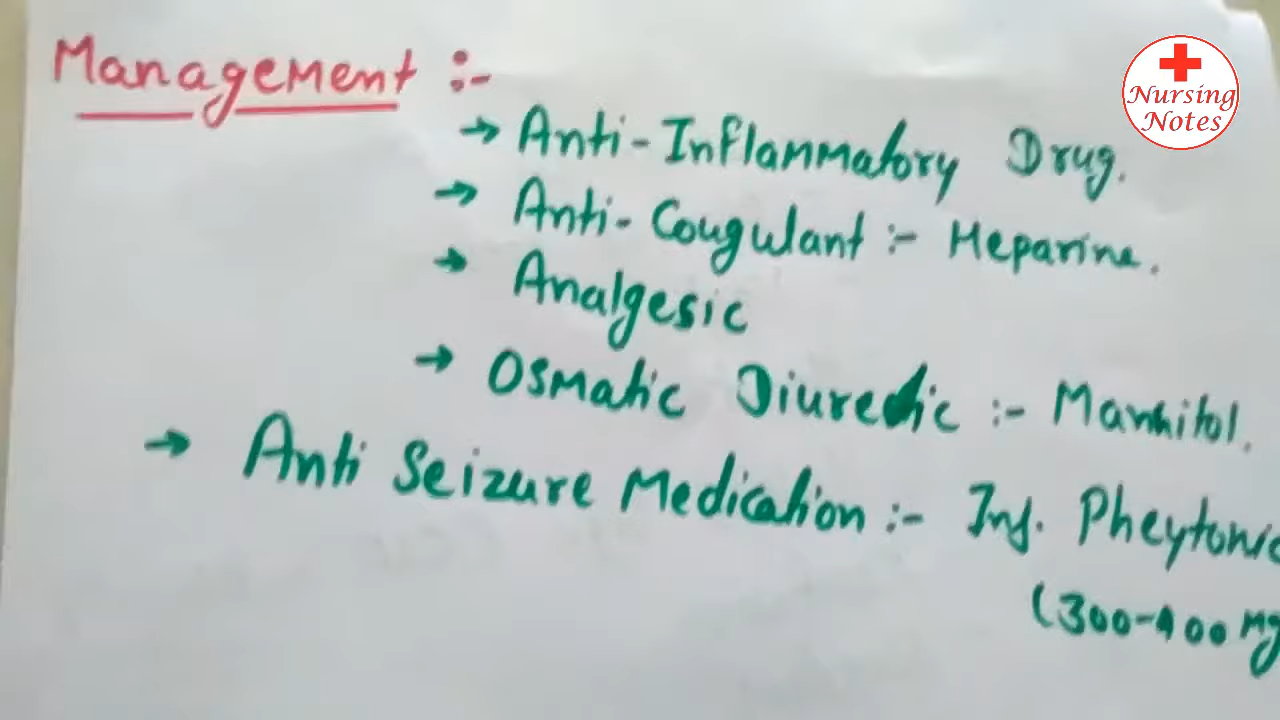 Management :-
→ Anti-Inflammatory Drug.
→ Anti-Cougulant :- Heparine.
→ Analgesic
→ Osmatic Diuredic :- Mannitol.
→ Anti Seizure Medication :- Inj. Pheytonic
(300-400 Mg
Nursing
Notes